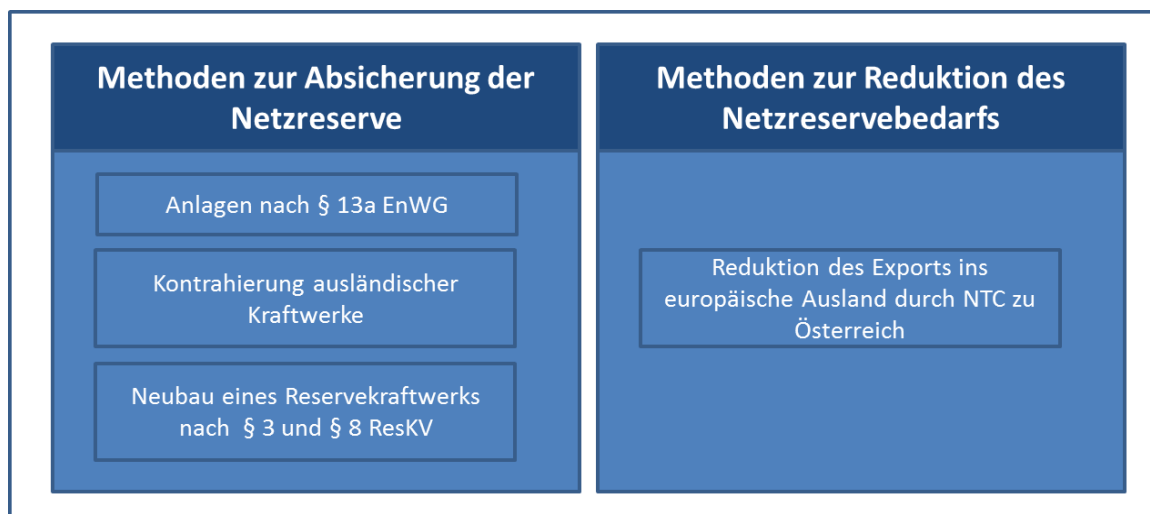 Methoden zur Absicherung der
Netzreserve
Anlagen nach § 13a EnWG
Kontrahierung ausländischer
Kraftwerke
Neubau eines Reservekraftwerks
nach § 3 und § 8 ResKV
Methoden zur Reduktion des
Netzreservebedarfs
Reduktion des Exports ins
europäische Ausland durch NTC zu
Österreich